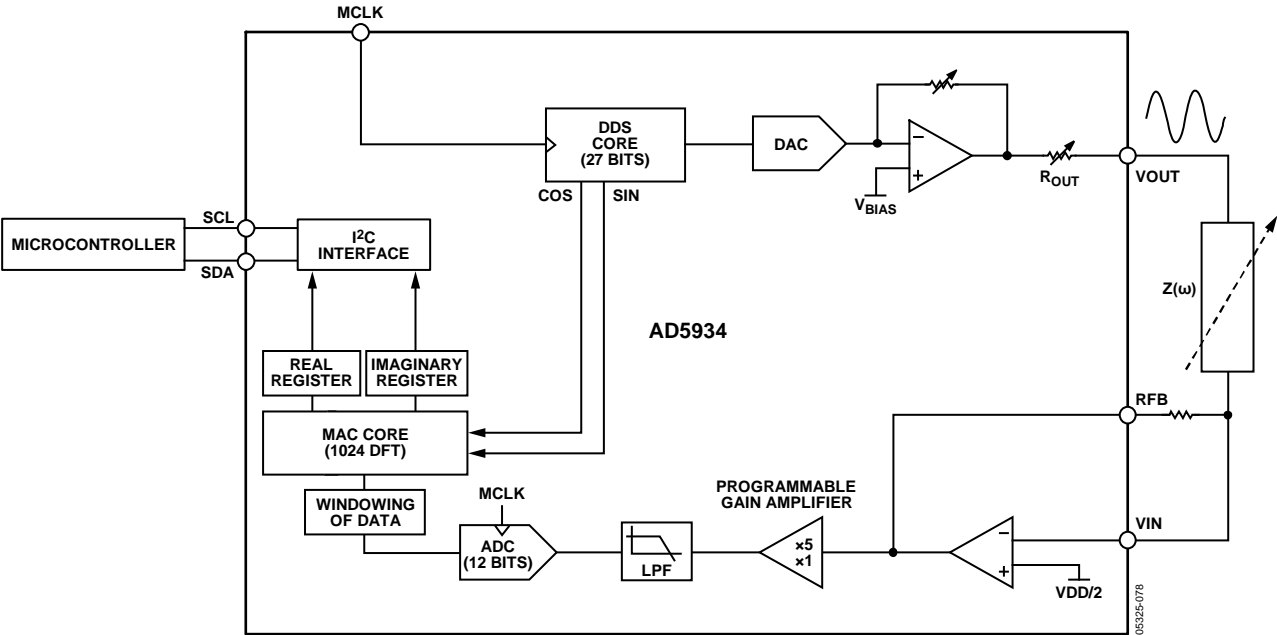 MCLK
DDS
CORE
(27 BITS)
DAC
VBIAS
ROUT
VOUT
COS
SIN
SCL
MICROCONTROLLER
SDA
I2C
INTERFACE
Z(ω)
AD5934
REAL
REGISTER
IMAGINARY
REGISTER
RFB
MAC CORE
(1024 DFT)
WINDOWING
OF DATA
MCLK
ADC
(12 BITS)
LPF
PROGRAMMABLE
GAIN AMPLIFIER
×5
×1
VIN
VDD/2
05325-078